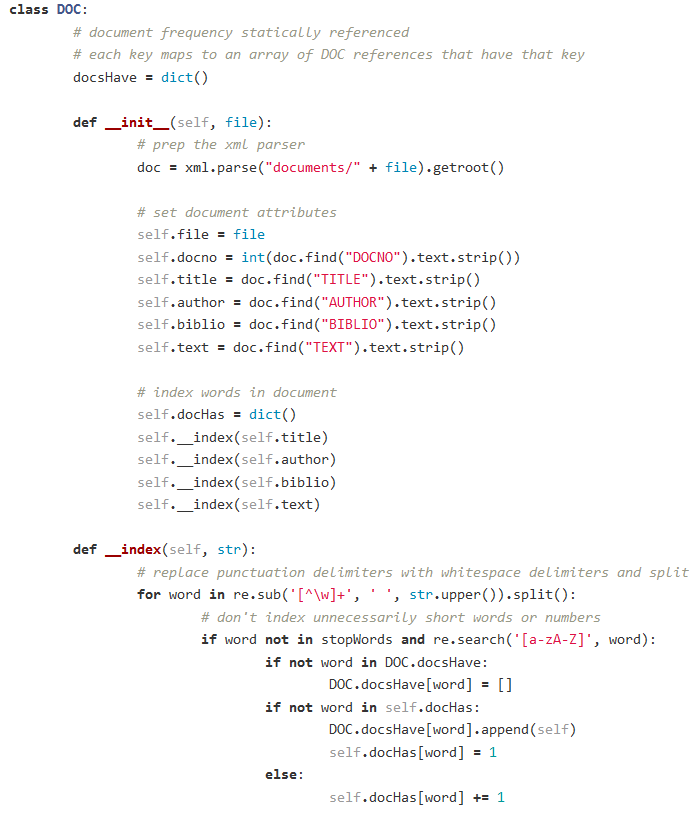 class DOC:
        # document frequency statically referenced
        # each key maps to an array of DOC references that have that key
        docsHave = dict()

        def __init__(self, file):
                # prep the xml parser
                doc = xml.parse("documents/" + file).getroot()

                # set document attributes
                self.file = file
                self.docno = int(doc.find("DOCNO").text.strip())
                self.title = doc.find("TITLE").text.strip()
                self.author = doc.find("AUTHOR").text.strip()
                self.biblio = doc.find("BIBLIO").text.strip()
                self.text = doc.find("TEXT").text.strip()

                # index words in document
                self.docHas = dict()
                self.__index(self.title)
                self.__index(self.author)
                self.__index(self.biblio)
                self.__index(self.text)

        def __index(self, str):
                # replace punctuation delimiters with whitespace delimiters and split
                for word in re.sub('[^\w]+', ' ', str.upper()).split():
                        # don't index unnecessarily short words or numbers
                        if word not in stopWords and re.search('[a-zA-Z]', word):
                                if not word in DOC.docsHave:
                                        DOC.docsHave[word] = []
                                if not word in self.docHas:
                                        DOC.docsHave[word].append(self)
                                        self.docHas[word] = 1
                                else:
                                        self.docHas[word] += 1